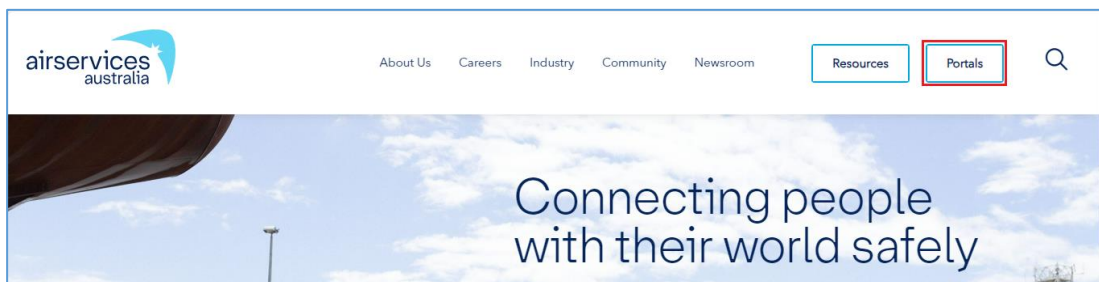 airservices
australia
About Us Careers Industry Community Newsroom Resources Portals
Connecting people
with their world safely